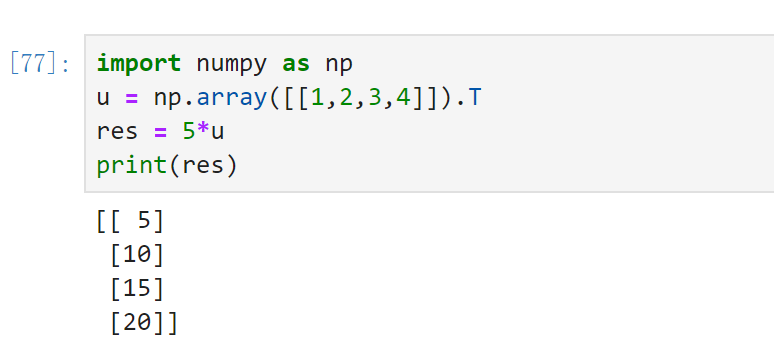 [77]:
import numpy as np
u = np.array([[1,2,3,4]]).T
res = 5*u
print(res)
[[ 5]
 [10]
 [15]
 [20]]